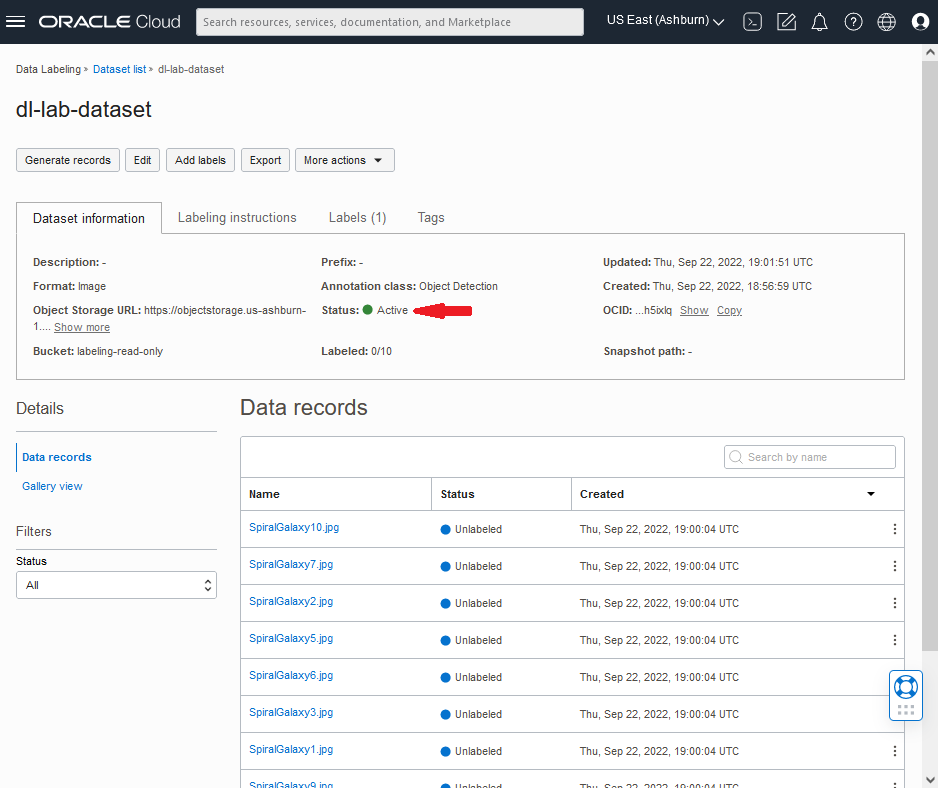 ORACLE Cloud
Search resources, services, documentation, and Marketplace
US East (Ashburn)
Data Labeling » Dataset list » dl-lab-dataset
dl-lab-dataset
Generate records Edit Add labels Export More actions
Dataset information Labeling instructions Labels (1) Tags
Description: - Prefix: - Updated: Thu, Sep 22, 2022, 19:01:51 UTC
Format: Image Annotation class: Object Detection Created: Thu, Sep 22, 2022, 18:56:59 UTC
Object Storage URL: https://objectstorage.us-ashburn- Status: Active OCID: ...h5ixlq Show Copy
1.... Show more
Bucket: labeling-read-only Labeled: 0/10 Snapshot path: -
Details
Data records
Gallery view
Filters
Status
All
Data records
Search by name
Name Status Created
SpiralGalaxy10.jpg Unlabeled Thu, Sep 22, 2022, 19:00:04 UTC
SpiralGalaxy7.jpg Unlabeled Thu, Sep 22, 2022, 19:00:04 UTC
SpiralGalaxy2.jpg Unlabeled Thu, Sep 22, 2022, 19:00:04 UTC
SpiralGalaxy5.jpg Unlabeled Thu, Sep 22, 2022, 19:00:04 UTC
SpiralGalaxy6.jpg Unlabeled Thu, Sep 22, 2022, 19:00:04 UTC
SpiralGalaxy3.jpg Unlabeled Thu, Sep 22, 2022, 19:00:04 UTC
SpiralGalaxy1.jpg Unlabeled Thu, Sep 22, 2022, 19:00:04 UTC
SpiralGalaxy9.jpg Unlabeled Thu, Sep 22, 2022, 19:00:04 UTC